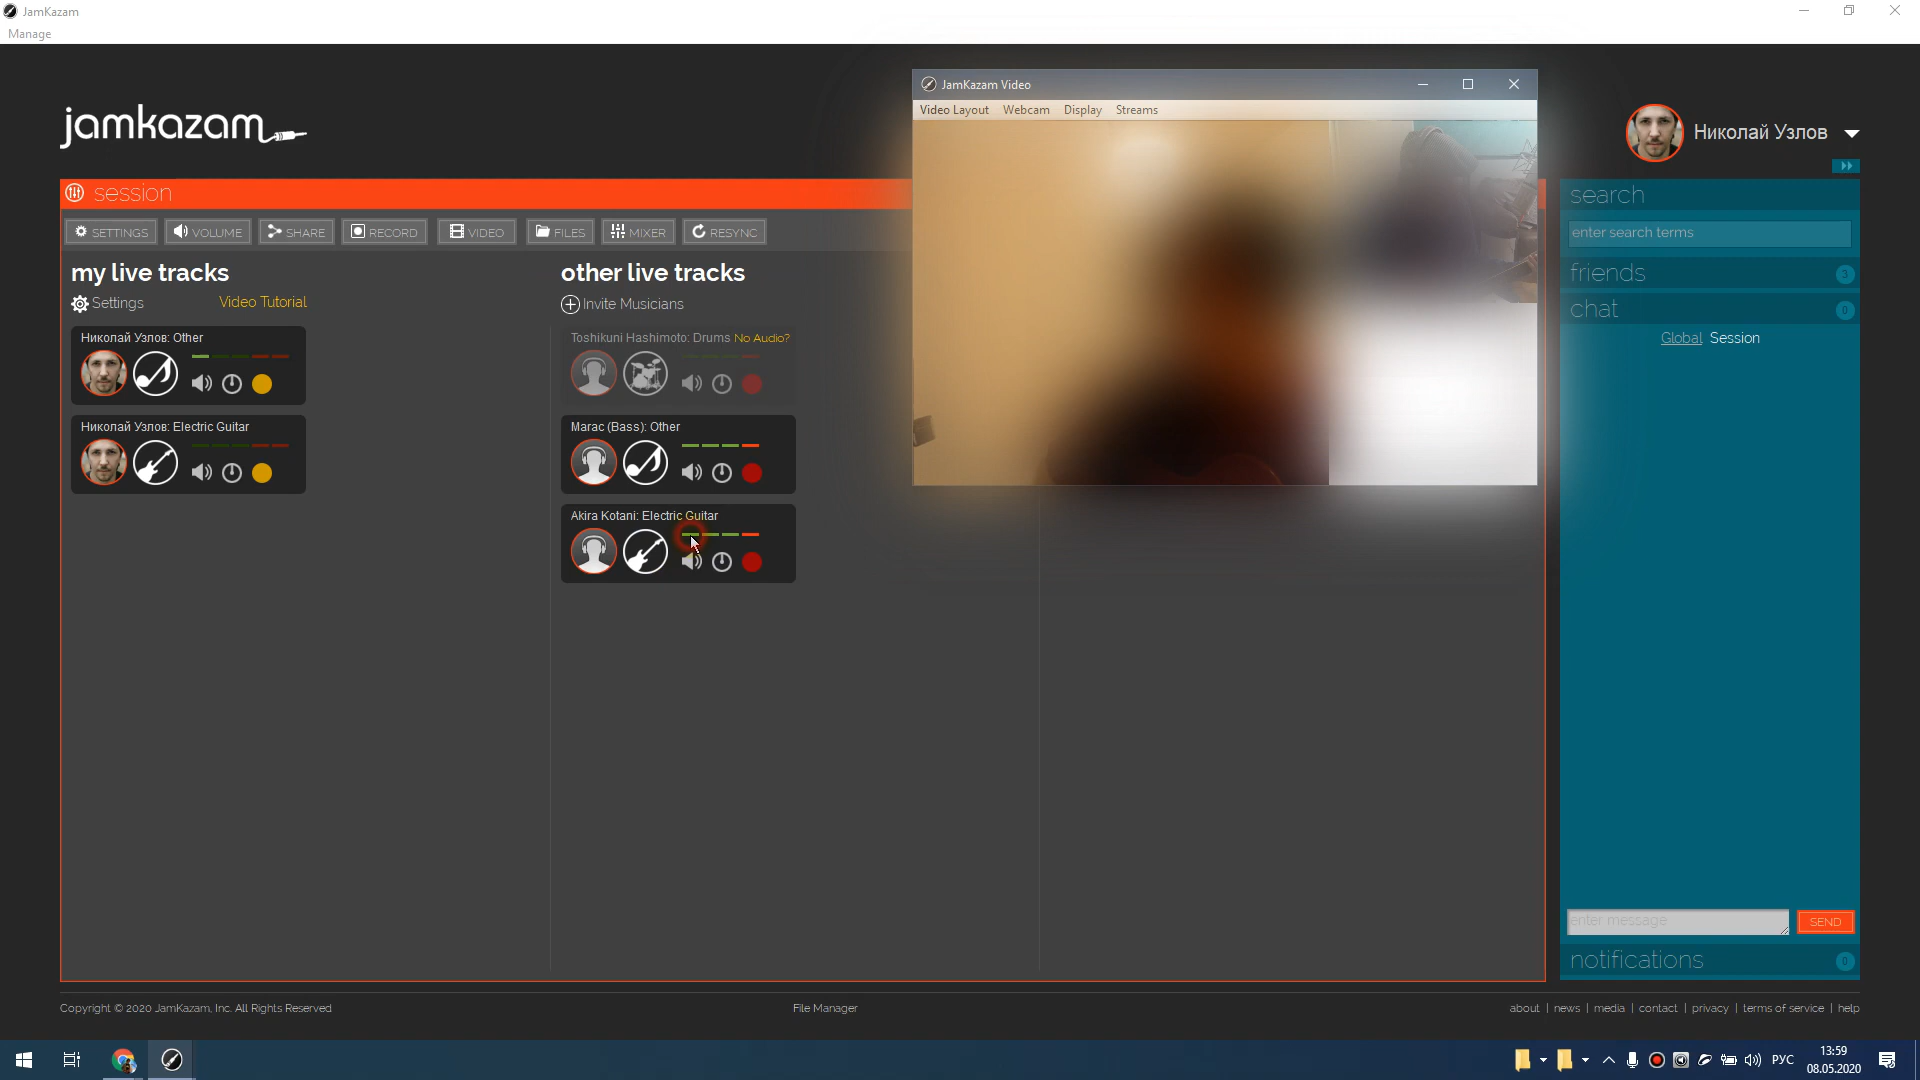 JamKazam
Manage
JamKazam Video
Video Layout Webcam Display Streams
jamkazam
Николай Узлов
session
SETTINGS VOLUME SHARE RECORD VIDEO FILES MIXER RESYNC
my live tracks
Settings Video Tutorial
Николай Узлов: Other
Николай Узлов: Electric Guitar
other live tracks
Invite Musicians
Toshikuni Hashimoto: Drums No Audio?
Marac (Bass): Other
Akira Kotani: Electric Guitar
search
enter search terms
friends 3
chat 0
Global Session
enter message SEND
notifications 0
Copyright © 2020 JamKazam, Inc. All Rights Reserved File Manager about | news | media | contact | privacy | terms of service | help
РУС
13:59
08.05.2020